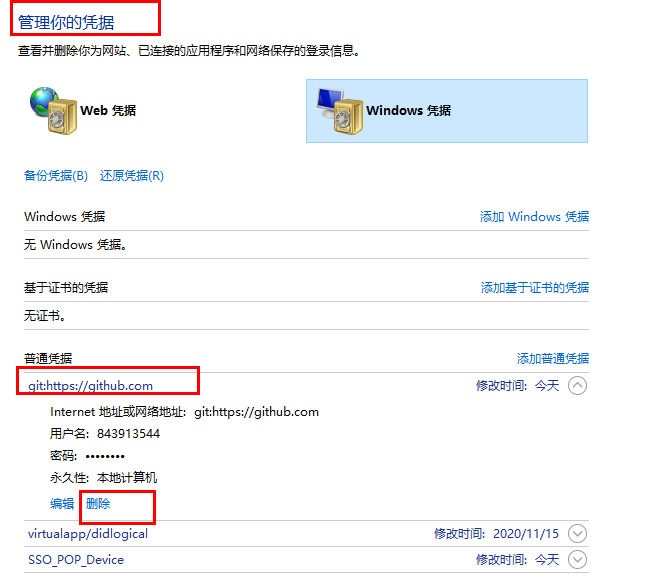 管理你的凭据
查看并删除你为网站、已连接的应用程序和网络保存的登录信息。
Web 凭据 Windows 凭据
备份凭据(B) 还原凭据(R)
Windows 凭据 添加 Windows 凭据
无 Windows 凭据。
基于证书的凭据 添加基于证书的凭据
无证书。
普通凭据 添加普通凭据
git:https://github.com 修改时间: 今天
Internet 地址或网络地址: git:https://github.com
用户名: 843913544
密码: ••••••••
永久性: 本地计算机
编辑 删除
virtualapp/didlogical 修改时间: 2020/11/15
SSO_POP_Device 修改时间: 今天